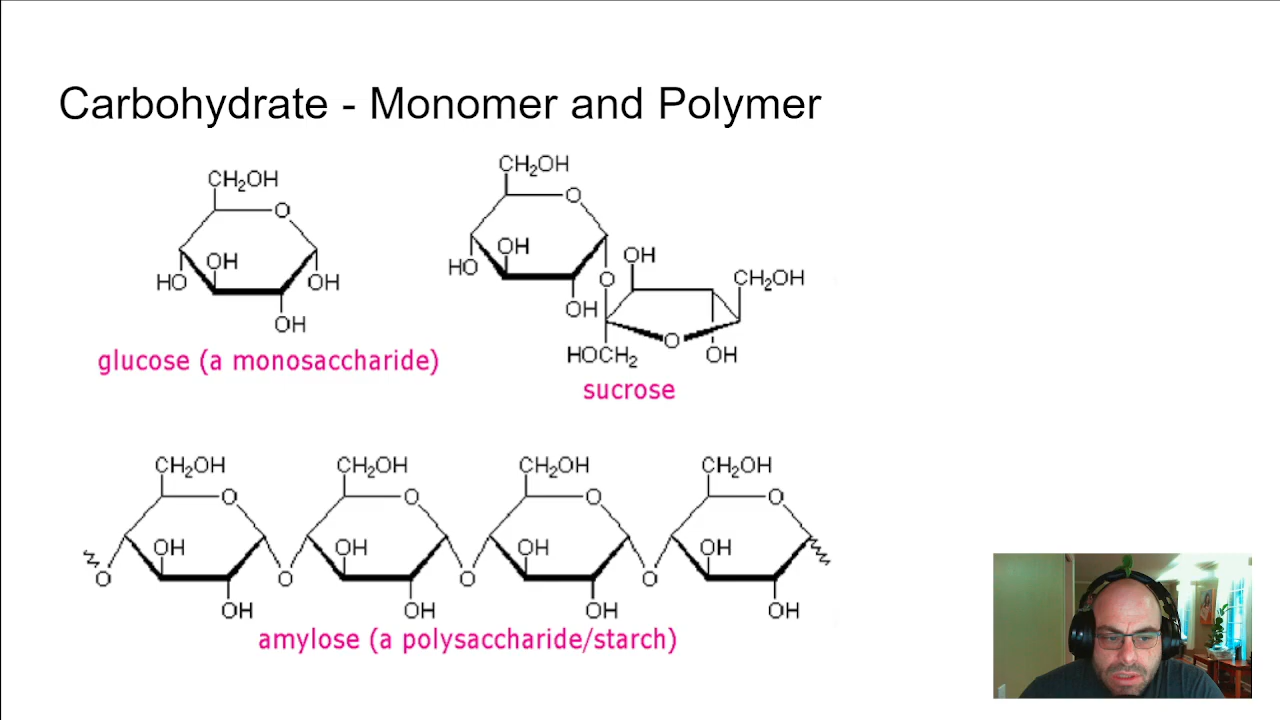 Carbohydrate - Monomer and Polymer
CH2OH
O
OH
HO
OH
OH
glucose (a monosaccharide)
CH2OH
O
OH
HO
OH
O
OH
CH2OH
O
HOCH2
OH
sucrose
CH2OH
CH2OH
CH2OH
CH2OH
O
O
O
O
OH
OH
OH
OH
O
O
O
O
OH
OH
OH
OH
amylose (a polysaccharide/starch)